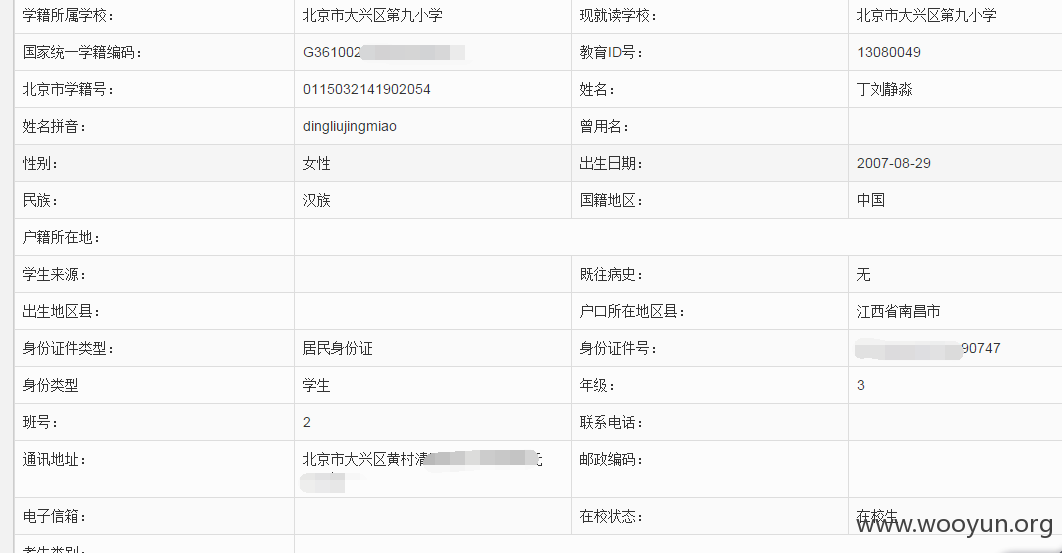 学籍所属学校： 北京市大兴区第九小学 现就读学校： 北京市大兴区第九小学
国家统一学籍编码： G361002 教育ID号： 13080049
北京市学籍号： 0115032141902054 姓名： 丁刘静淼
姓名拼音： dingliujingmiao 曾用名：
性别： 女性 出生日期： 2007-08-29
民族： 汉族 国籍地区： 中国
户籍所在地：
学生来源： 既往病史： 无
出生地区县： 户口所在地区县： 江西省南昌市
身份证件类型： 居民身份证 身份证件号： 90747
身份类型 学生 年级： 3
班号： 2 联系电话：
通讯地址： 北京市大兴区黄村清 邮政编码：
电子信箱： 在校状态： 在校生
www.wooyun.org
考生类别：